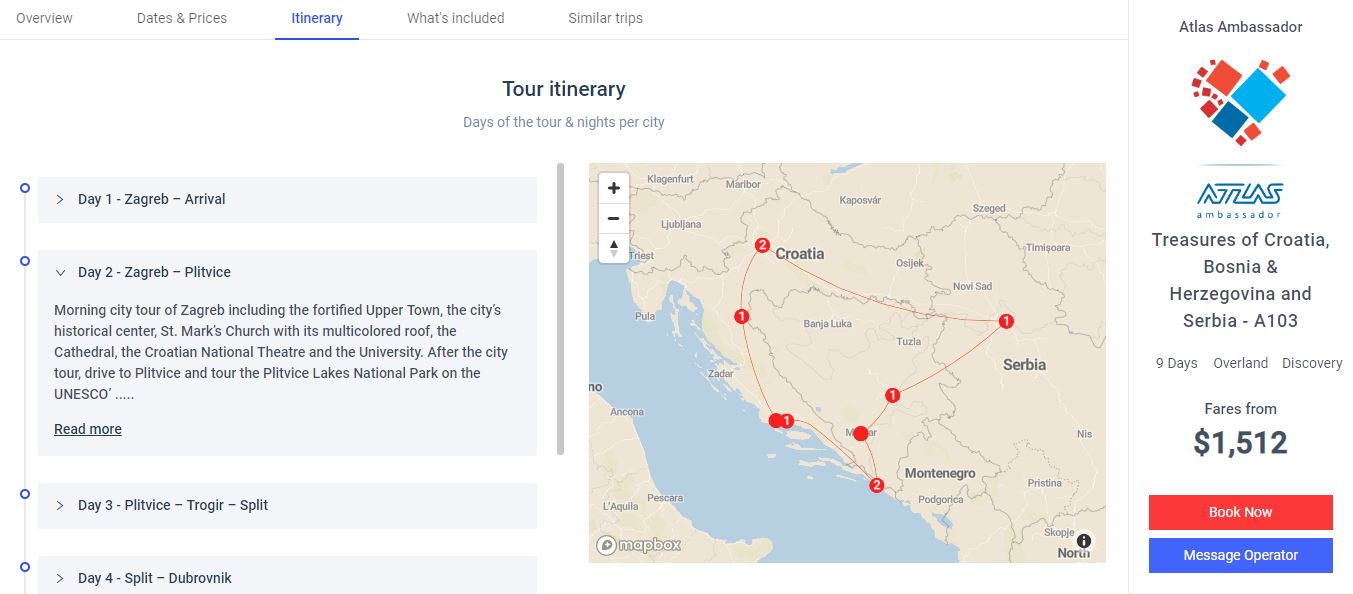 Overview
Dates & Prices
Itinerary
What's included
Similar trips
Tour itinerary
Days of the tour & nights per city
Day 1 - Zagreb – Arrival
Day 2 - Zagreb – Plitvice
Morning city tour of Zagreb including the fortified Upper Town, the city’s
historical center, St. Mark’s Church with its multicolored roof, the
Cathedral, the Croatian National Theatre and the University. After the city
tour, drive to Plitvice and tour the Plitvice Lakes National Park on the
UNESCO’ .....
Read more
Day 3 - Plitvice – Trogir – Split
Day 4 - Split – Dubrovnik
Klagenfurt
Maribor
Kaposvár
Szeged
Ljubljana
Timișoara
Triest
2
Croatia
Osijek
Novi Sad
Pula
1
Banja Luka
1
Tuzla
Serbia
Zadar
no
1
Ancona
1
Nis
Montenegro
2
Pristina
L'Aquila
Pescara
Podgorica
Skopje
North
mapbox
Atlas Ambassador
ATLAS
ambassador
Treasures of Croatia,
Bosnia &
Herzegovina and
Serbia - A103
9 Days
Overland
Discovery
Fares from
$1,512
Book Now
Message Operator